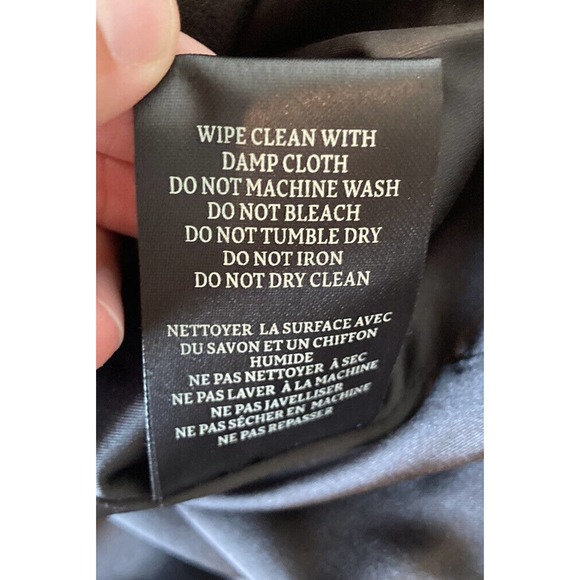 WIPE CLEAN WITH
DAMP CLOTH
DO NOT MACHINE WASH
DO NOT BLEACH
DO NOT TUMBLE DRY
DO NOT IRON
DO NOT DRY CLEAN
NETTOYER LA SURFACE AVEC
DU SAVON ET UN CHIFFON
HUMIDE
NE PAS NETTOYER À SEC
NE PAS LAVER À LA MACHINE
NE PAS JAVELLISER
NE PAS SÉCHER EN MACHINE
NE PAS REPASSER